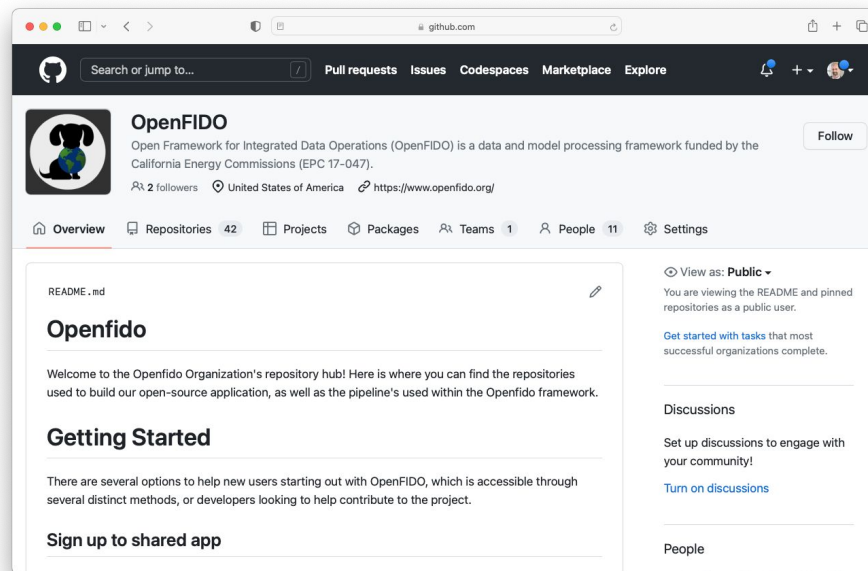 github.com
Search or jump to... /
Pull requests Issues Codespaces Marketplace Explore
OpenFIDO
Open Framework for Integrated Data Operations (OpenFIDO) is a data and model processing framework funded by the
California Energy Commissions (EPC 17-047).
2 followers United States of America https://www.openfido.org/
Follow
Overview Repositories 42 Projects Packages Teams 1 People 11 Settings
README.md
Openfido
Welcome to the Openfido Organization's repository hub! Here is where you can find the repositories
used to build our open-source application, as well as the pipeline's used within the Openfido framework.
Getting Started
There are several options to help new users starting out with OpenFIDO, which is accessible through
several distinct methods, or developers looking to help contribute to the project.
Sign up to shared app
View as: Public
You are viewing the README and pinned
repositories as a public user.
Get started with tasks that most
successful organizations complete.
Discussions
Set up discussions to engage with
your community!
Turn on discussions
People